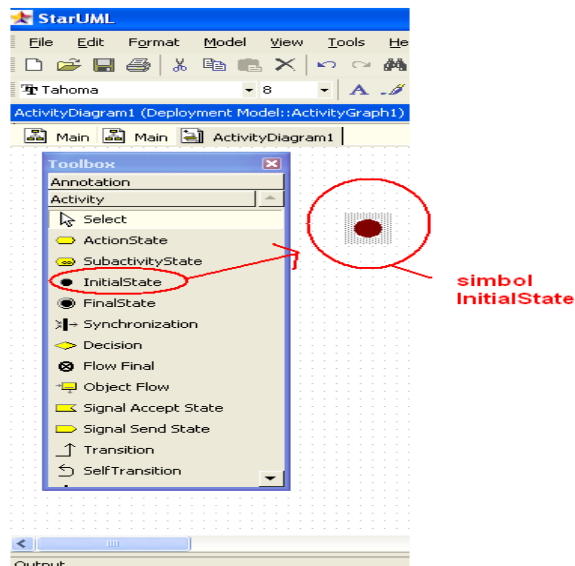 StarUML
File Edit Format Model View Tools He
Tahoma 8 A
ActivityDiagram1 (Deployment Model::ActivityGraph1)
Main Main ActivityDiagram1
Toolbox
Annotation
Activity
Select
ActionState
SubactivityState
InitialState
FinalState
Synchronization
Decision
Flow Final
Object Flow
Signal Accept State
Signal Send State
Transition
SelfTransition
simbol
InitialState
Output